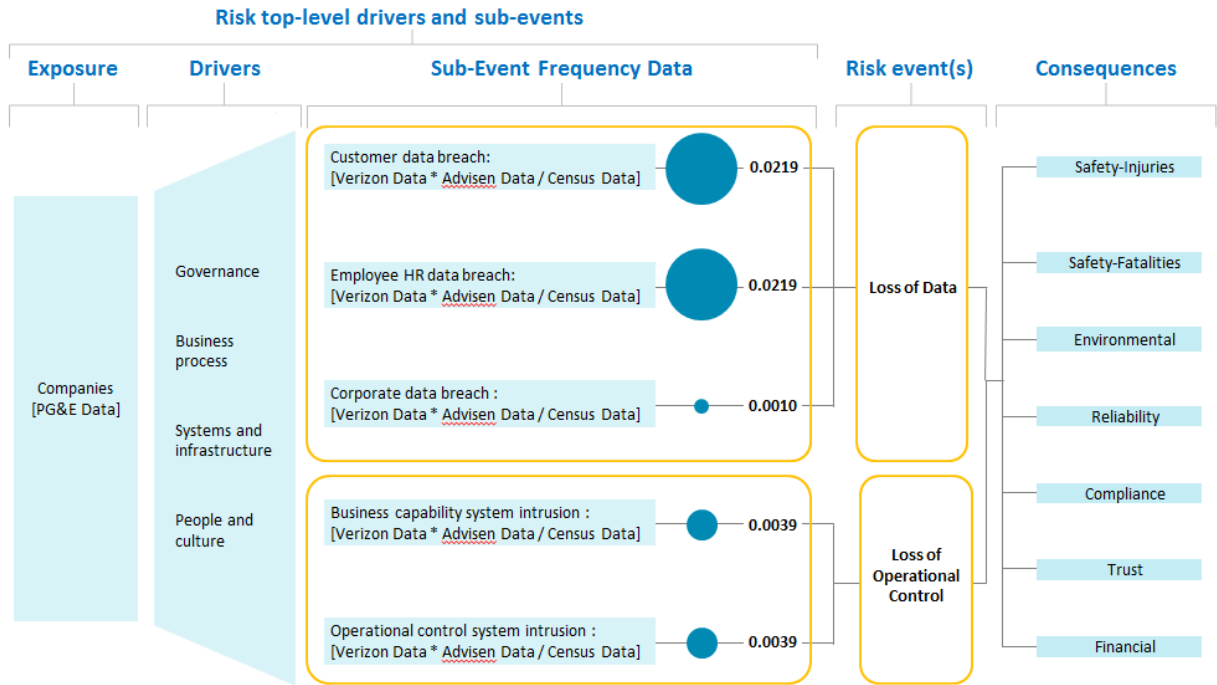 Risk top-level drivers and sub-events
Exposure
Drivers
Sub-Event Frequency Data
Risk event(s)
Consequences
Companies
[PG&E Data]
Governance
Business
process
Systems and
infrastructure
People and
culture
Customer data breach:
[Verizon Data * Advisen Data / Census Data]
0.0219
Employee HR data breach:
[Verizon Data * Advisen Data / Census Data]
0.0219
Corporate data breach :
[Verizon Data * Advisen Data / Census Data]
0.0010
Business capability system intrusion :
[Verizon Data * Advisen Data / Census Data]
0.0039
Operational control system intrusion :
[Verizon Data * Advisen Data / Census Data]
0.0039
Loss of Data
Loss of
Operational
Control
Safety-Injuries
Safety-Fatalities
Environmental
Reliability
Compliance
Trust
Financial